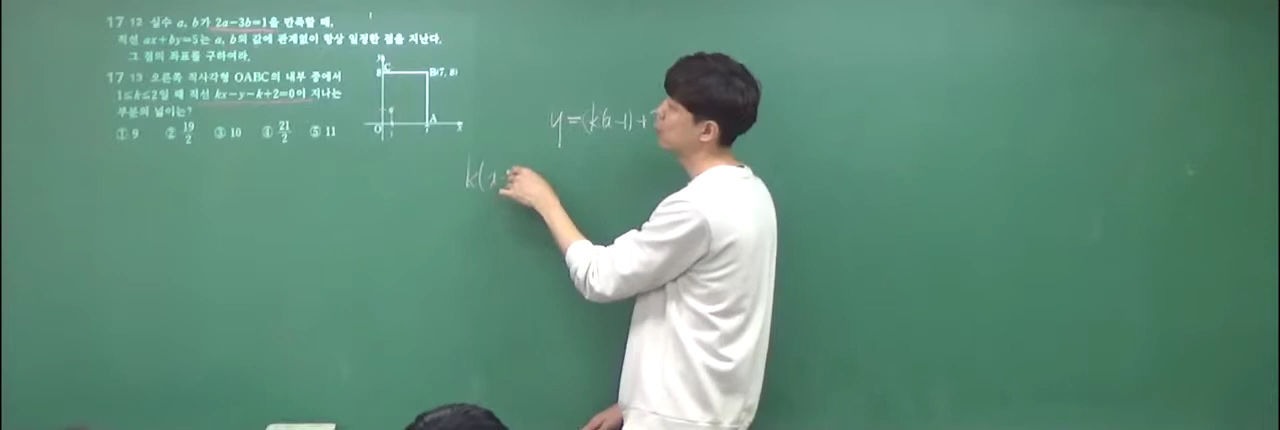 17 12 실수 a, b가 2a-3b=1을 만족할 때,
직선 ax+by=5는 a, b의 값에 관계없이 항상 일정한 점을 지난다.
그 점의 좌표를 구하여라.
17 13 오른쪽 직사각형 OABC의 내부 중에서
1≤k≤2일 때 직선 kx-y-k+2=0이 지나는
부분의 넓이는?
① 9 ② 19/2 ③ 10 ④ 21/2 ⑤ 11
y
8 C B(7, 8)
O 7 A x
y=(k(x-1)+
k(x-